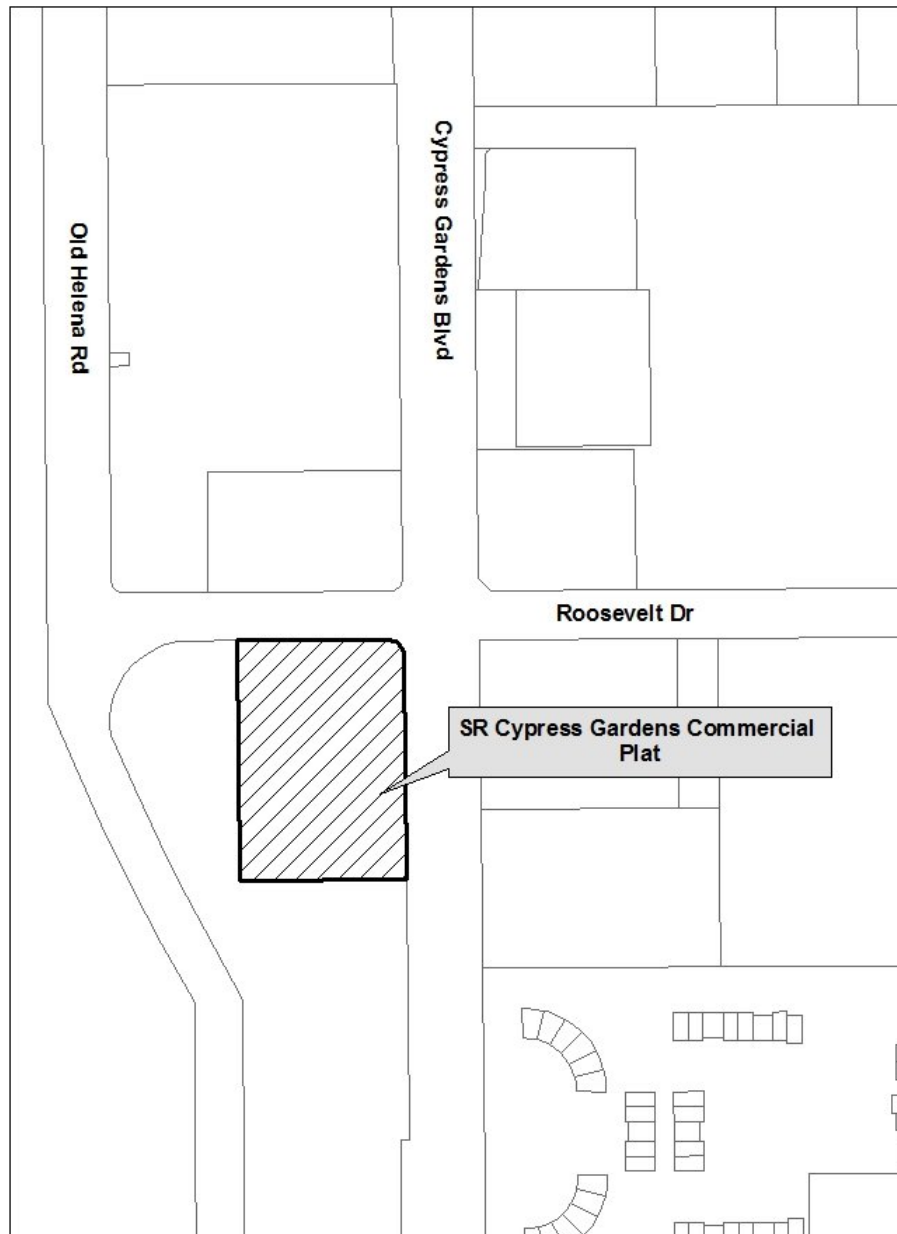 Old Helena Rd
Cypress Gardens Blvd
Roosevelt Dr
SR Cypress Gardens Commercial
Plat